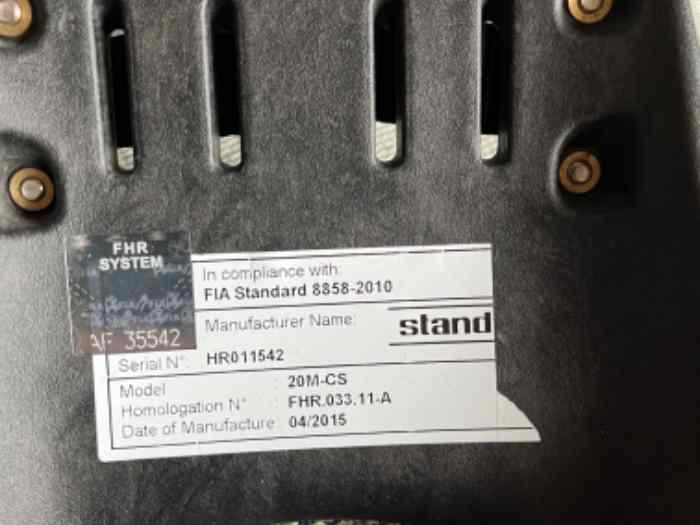 FHR
SYSTEM
AF 35542
In compliance with:
FIA Standard 8858-2010
Manufacturer Name: stand
Serial N°: HR011542
Model : 20M-CS
Homologation N° : FHR.033.11-A
Date of Manufacture : 04/2015